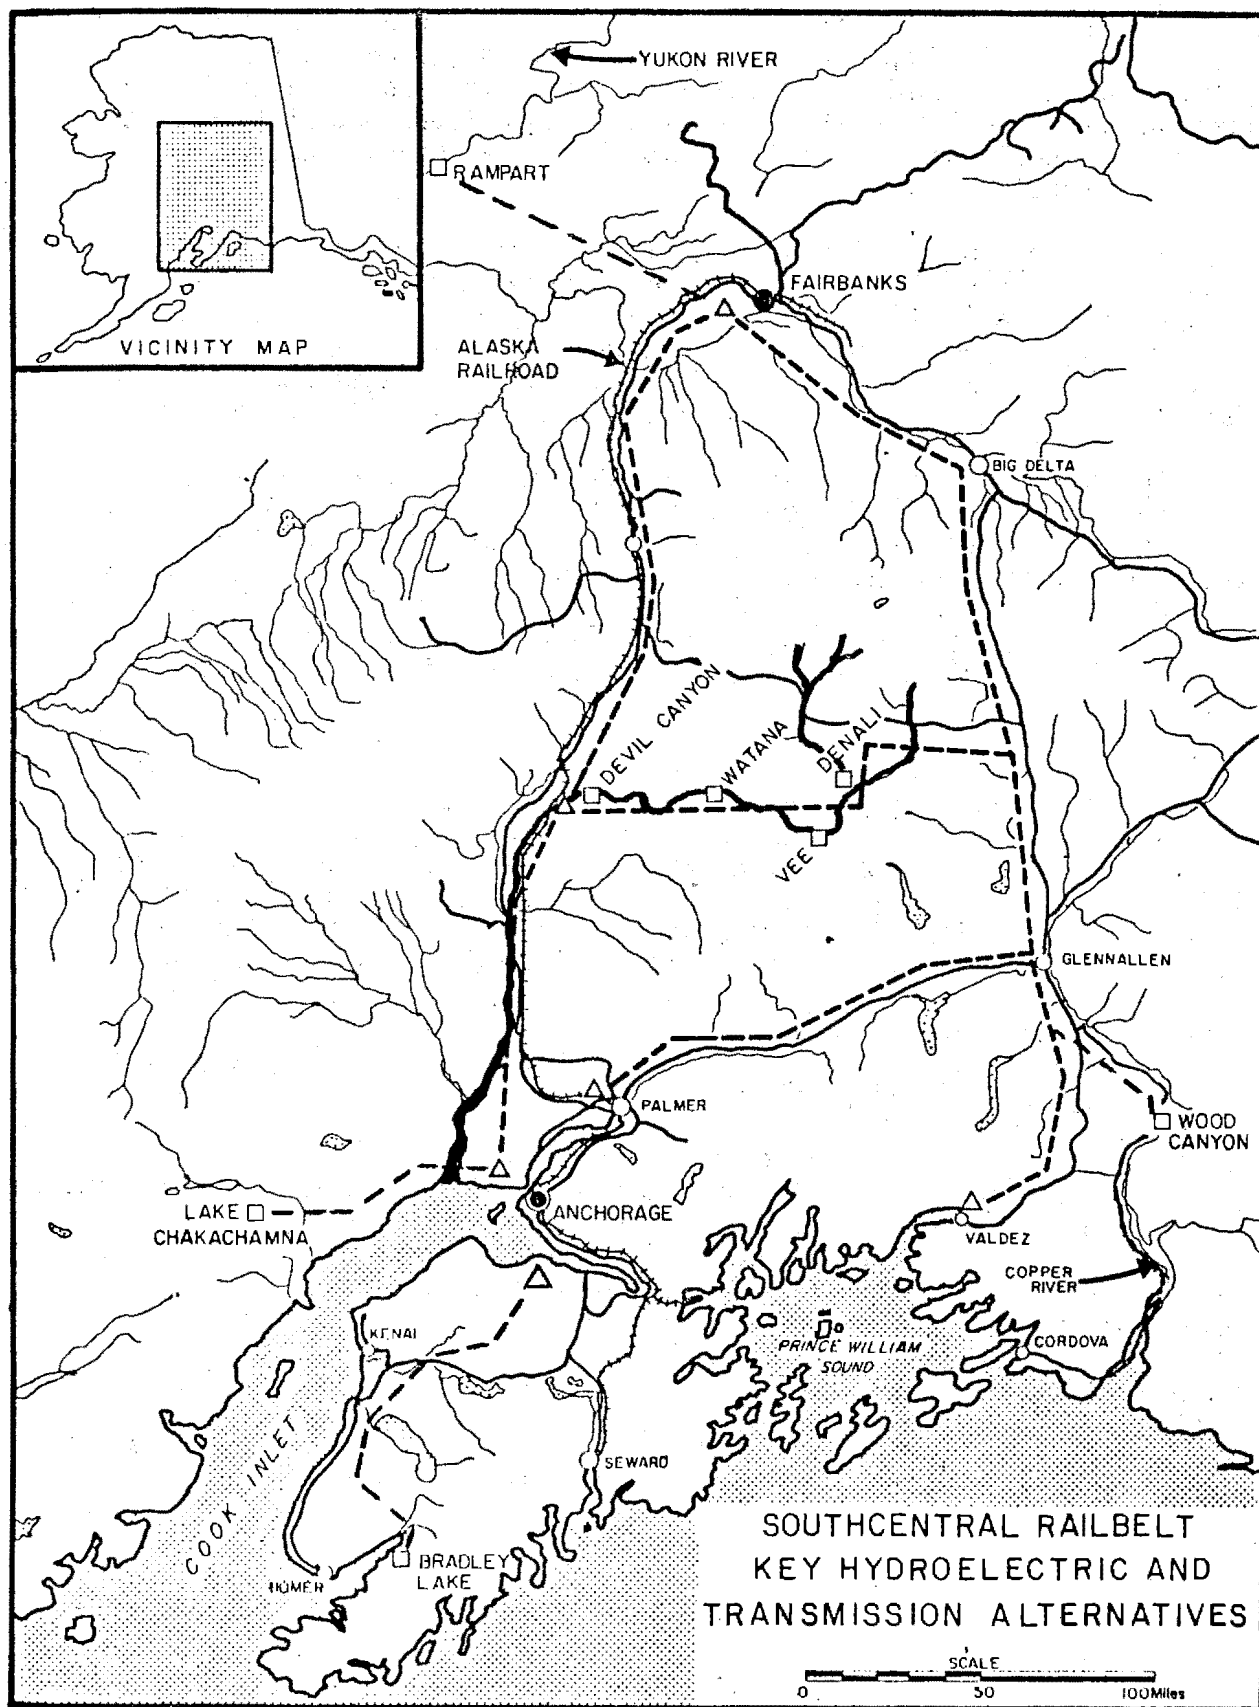 YUKON RIVER
RAMPART
VICINITY MAP
FAIRBANKS
ALASKA
RAILROAD
BIG DELTA
DEVIL CANYON
WATANA
DENALI
VEE
GLENNALLEN
PALMER
WOOD
CANYON
LAKE
CHAKACHAMNA
ANCHORAGE
VALDEZ
COPPER
RIVER
KENAI
PRINCE WILLIAM
SOUND
CORDOVA
COOK INLET
SEWARD
HOMER
BRADLEY
LAKE
SOUTHCENTRAL RAILBELT
KEY HYDROELECTRIC AND
TRANSMISSION ALTERNATIVES
SCALE
0 50 100 Miles